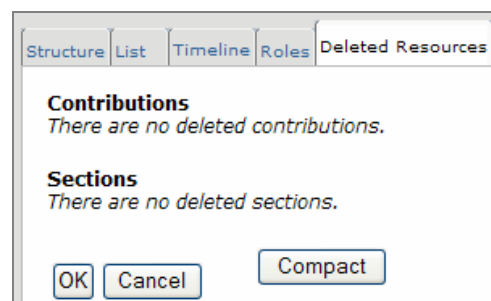 Structure List Timeline Roles Deleted Resources
Contributions
There are no deleted contributions.
Sections
There are no deleted sections.
OK Cancel Compact